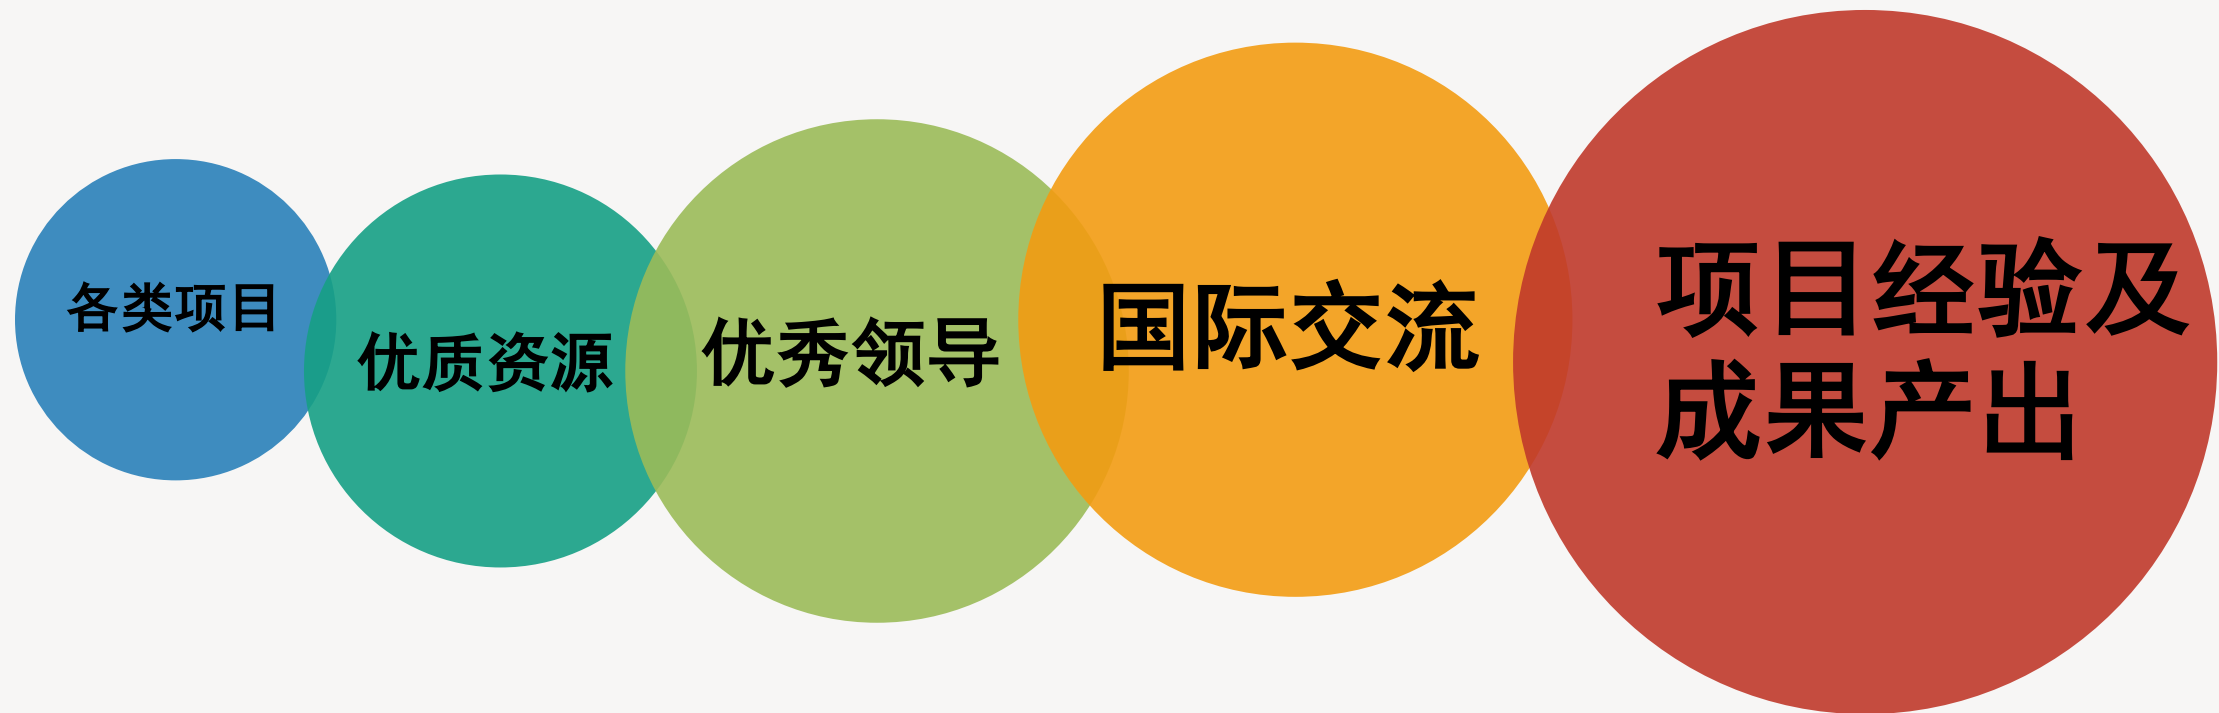 各类项目
优质资源
优秀领导
国际交流
项目经验及
成果产出